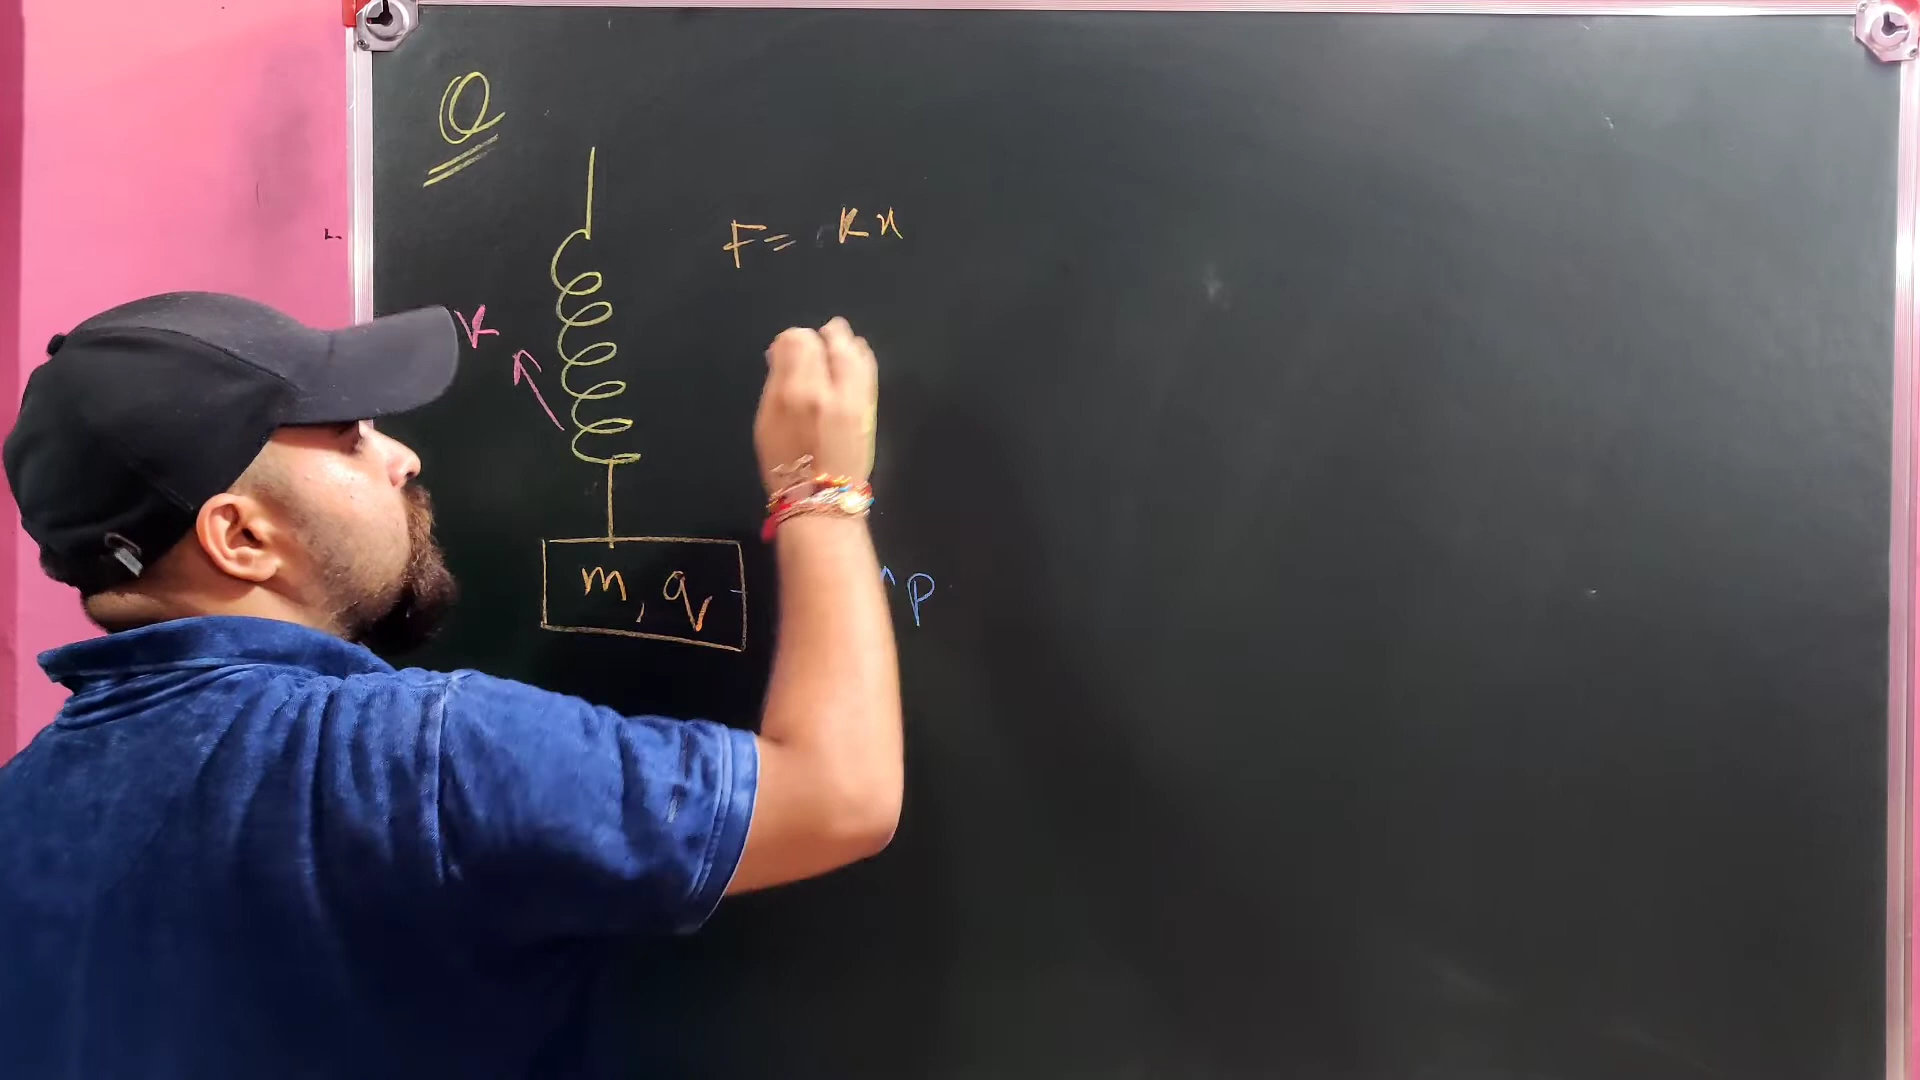 Q
F = Kx
K
m, q
P